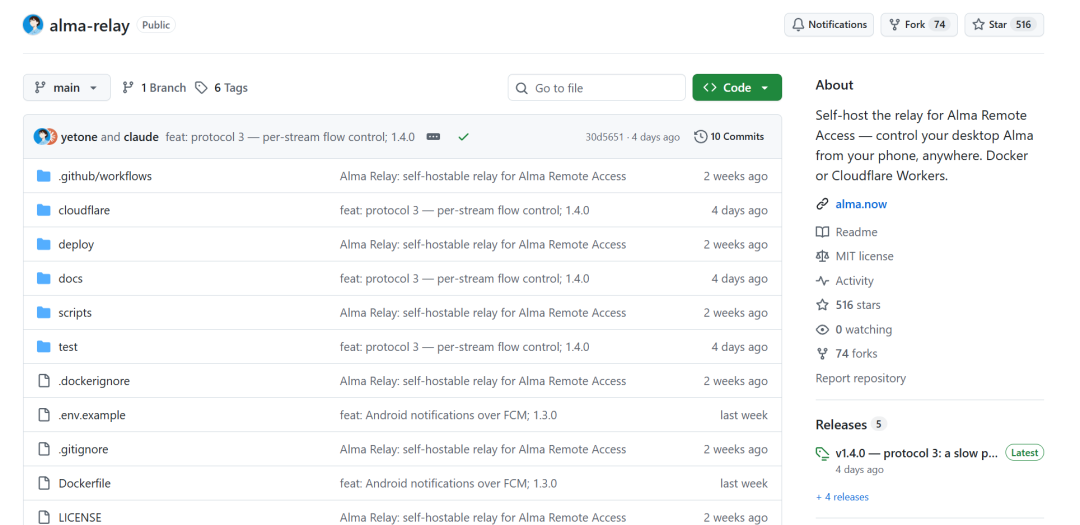 alma-relay Public Notifications Fork 74 Star 516
main 1 Branch 6 Tags Go to file Code
yetone and claude feat: protocol 3 — per-stream flow control; 1.4.0 30d5651 · 4 days ago 10 Commits
.github/workflows Alma Relay: self-hostable relay for Alma Remote Access 2 weeks ago
cloudflare feat: protocol 3 — per-stream flow control; 1.4.0 4 days ago
deploy Alma Relay: self-hostable relay for Alma Remote Access 2 weeks ago
docs feat: protocol 3 — per-stream flow control; 1.4.0 4 days ago
scripts Alma Relay: self-hostable relay for Alma Remote Access 2 weeks ago
test feat: protocol 3 — per-stream flow control; 1.4.0 4 days ago
.dockerignore Alma Relay: self-hostable relay for Alma Remote Access 2 weeks ago
.env.example feat: Android notifications over FCM; 1.3.0 last week
.gitignore Alma Relay: self-hostable relay for Alma Remote Access 2 weeks ago
Dockerfile feat: Android notifications over FCM; 1.3.0 last week
LICENSE Alma Relay: self-hostable relay for Alma Remote Access 2 weeks ago
About
Self-host the relay for Alma Remote
Access — control your desktop Alma
from your phone, anywhere. Docker
or Cloudflare Workers.
alma.now
Readme
MIT license
Activity
516 stars
0 watching
74 forks
Report repository
Releases 5
v1.4.0 — protocol 3: a slow p... Latest
4 days ago
+ 4 releases